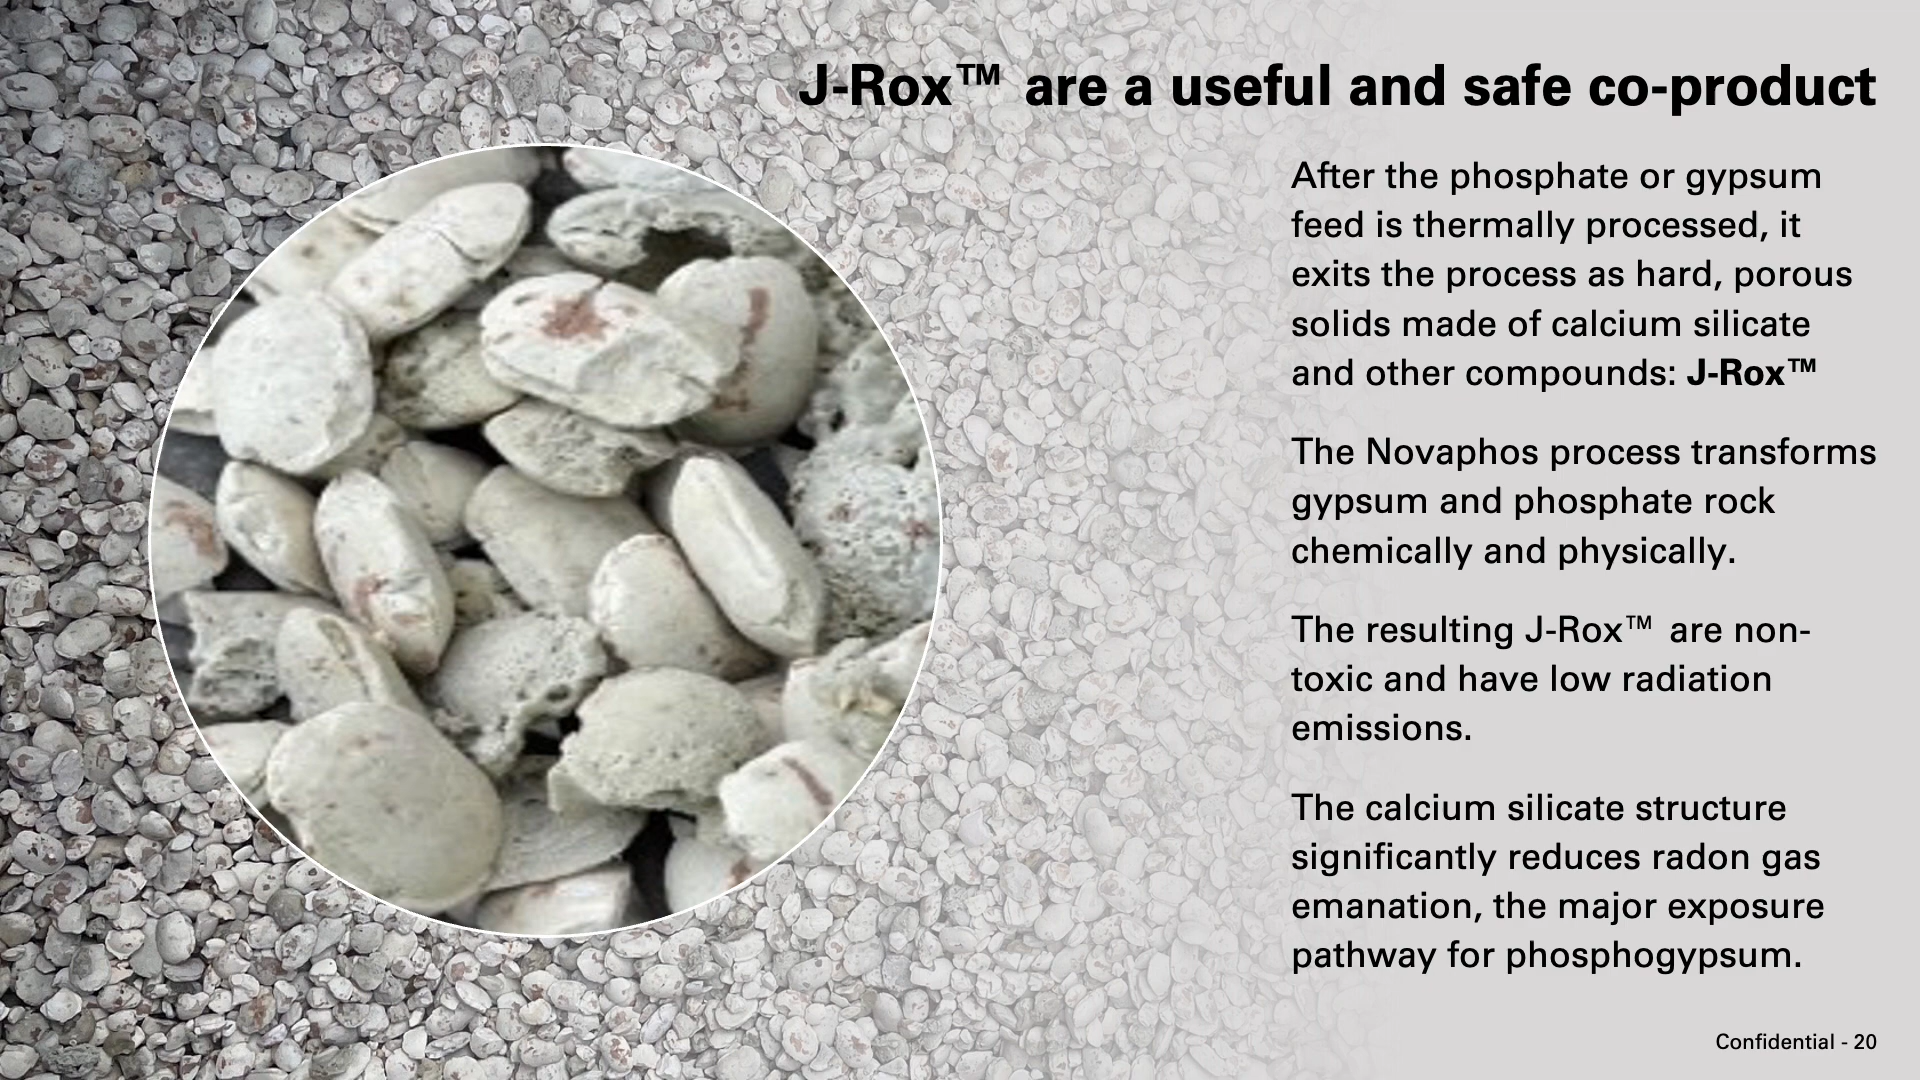 J-Rox™ are a useful and safe co-product
After the phosphate or gypsum
feed is thermally processed, it
exits the process as hard, porous
solids made of calcium silicate
and other compounds: J-Rox™
The Novaphos process transforms
gypsum and phosphate rock
chemically and physically.
The resulting J-Rox™ are non-
toxic and have low radiation
emissions.
The calcium silicate structure
significantly reduces radon gas
emanation, the major exposure
pathway for phosphogypsum.
Confidential - 20